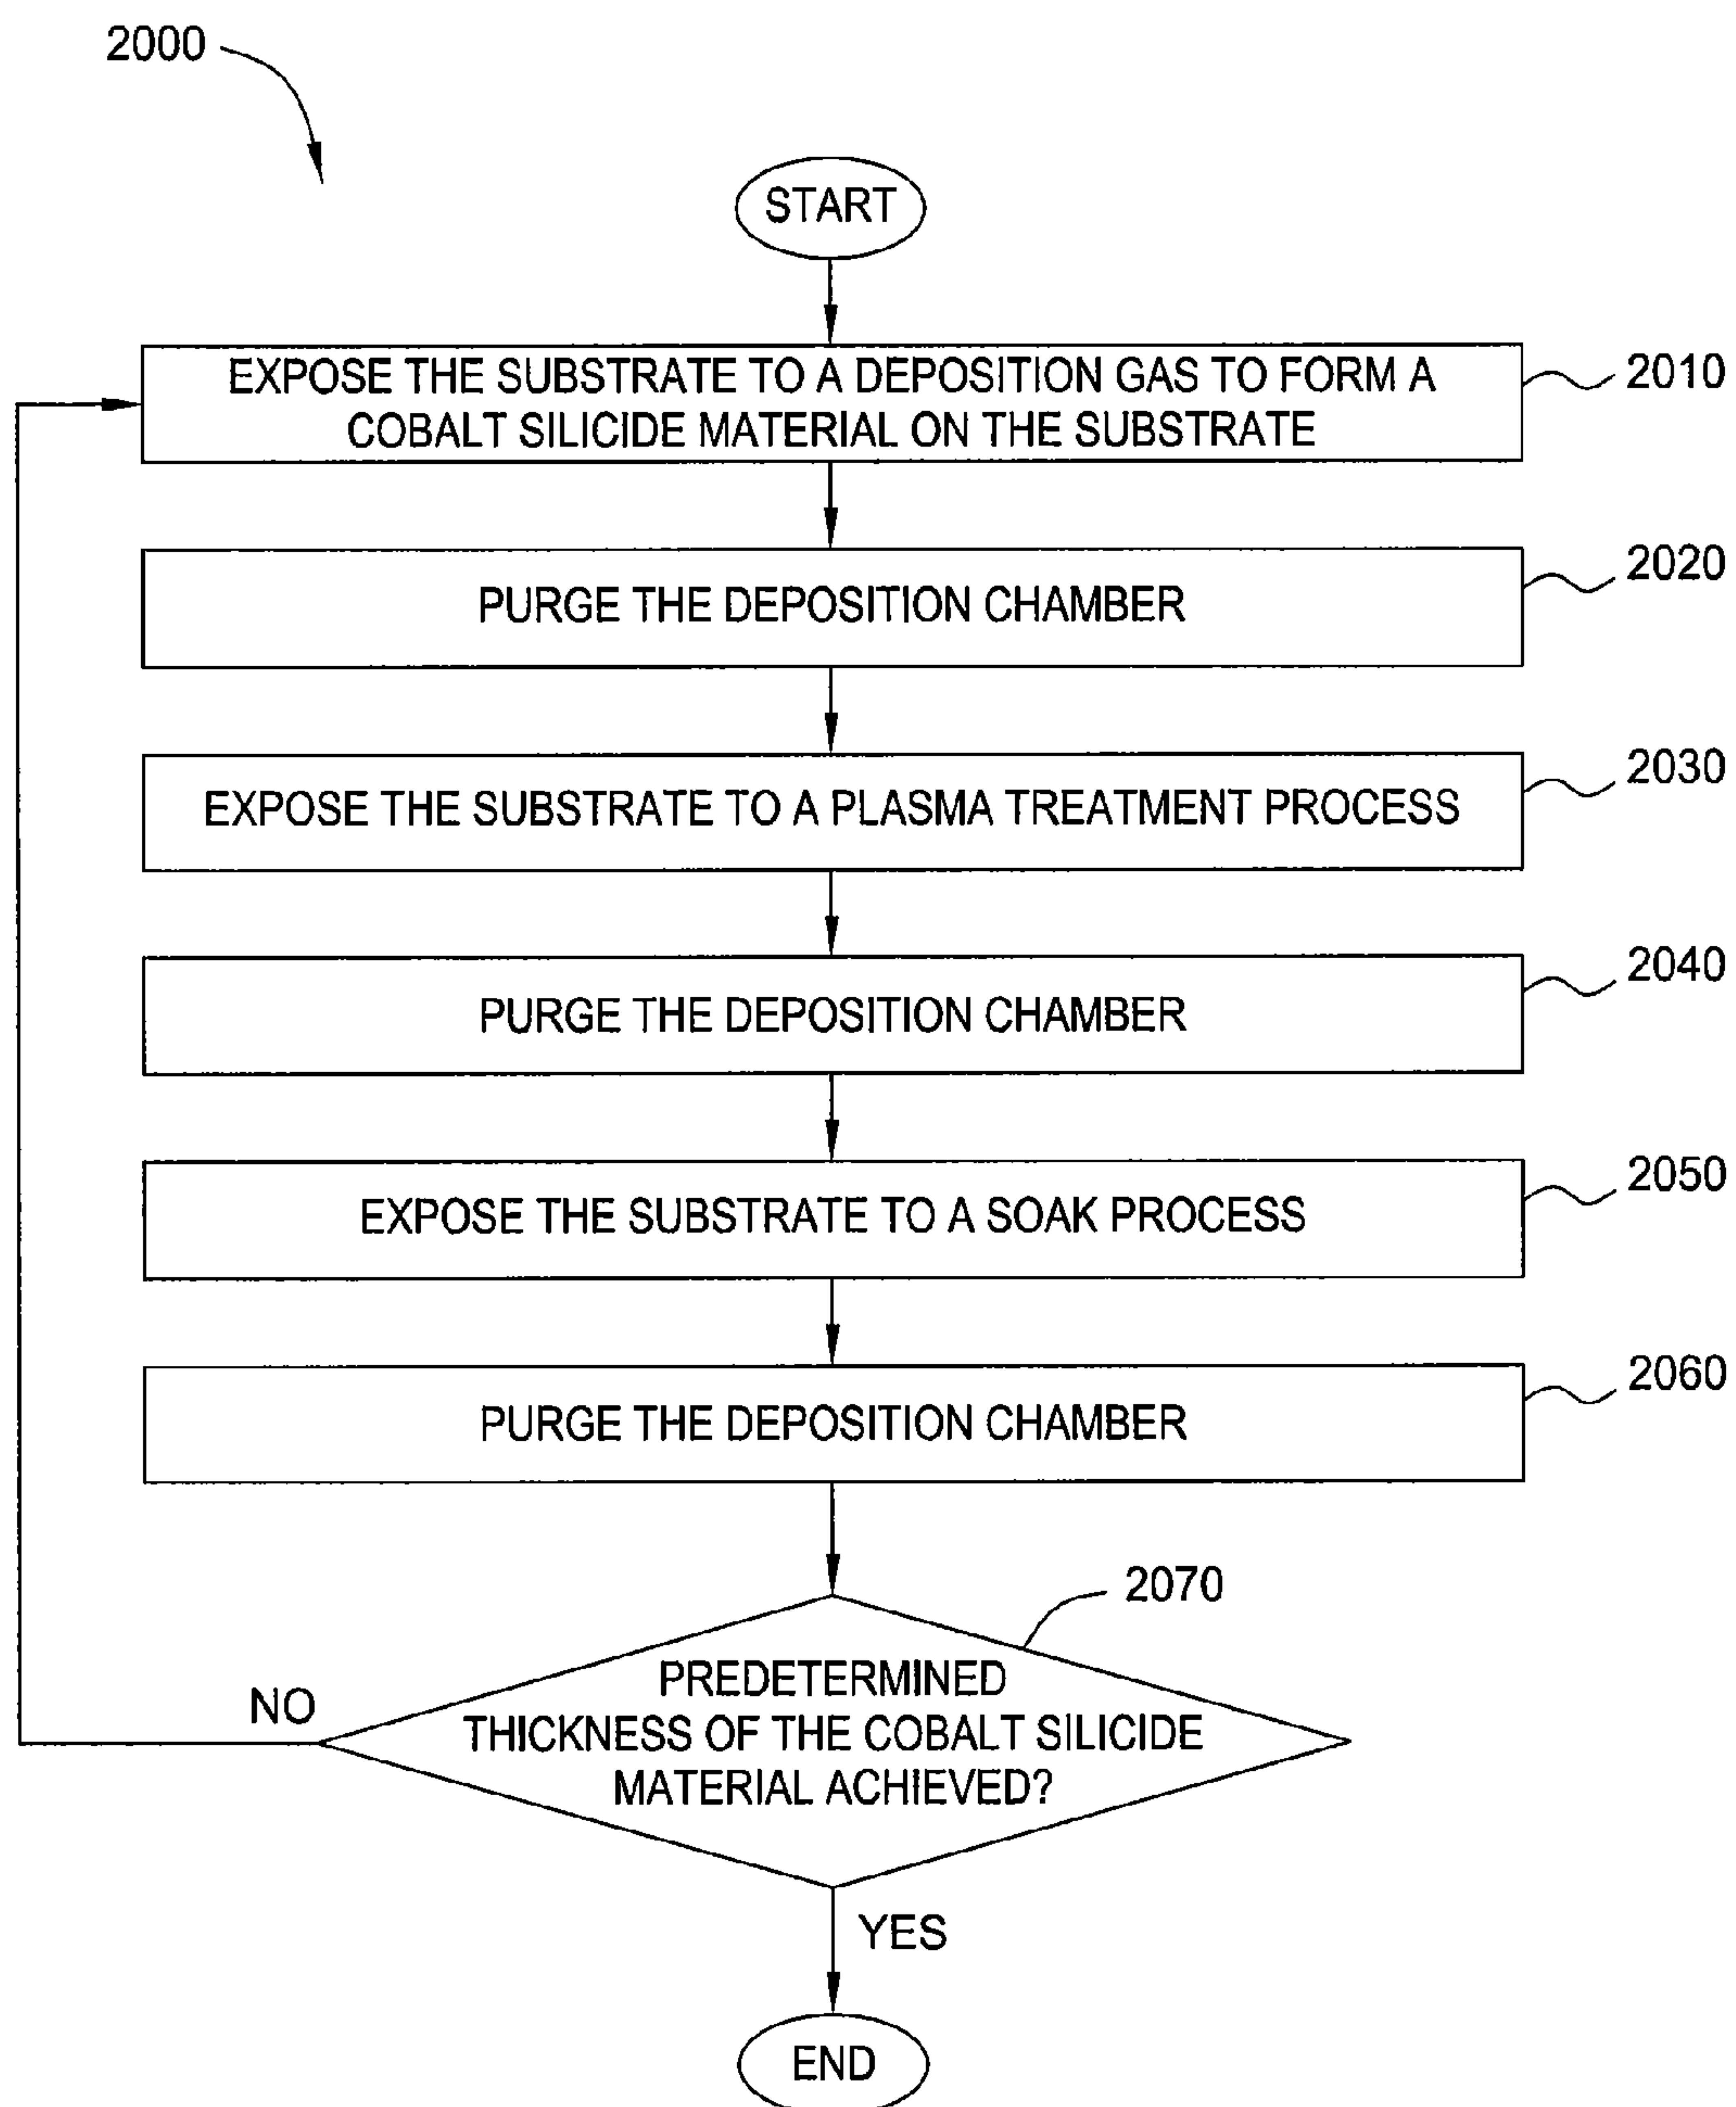 2000
START
EXPOSE THE SUBSTRATE TO A DEPOSITION GAS TO FORM A
COBALT SILICIDE MATERIAL ON THE SUBSTRATE
2010
PURGE THE DEPOSITION CHAMBER
2020
EXPOSE THE SUBSTRATE TO A PLASMA TREATMENT PROCESS
2030
PURGE THE DEPOSITION CHAMBER
2040
EXPOSE THE SUBSTRATE TO A SOAK PROCESS
2050
PURGE THE DEPOSITION CHAMBER
2060
2070
PREDETERMINED
THICKNESS OF THE COBALT SILICIDE
MATERIAL ACHIEVED?
NO
YES
END